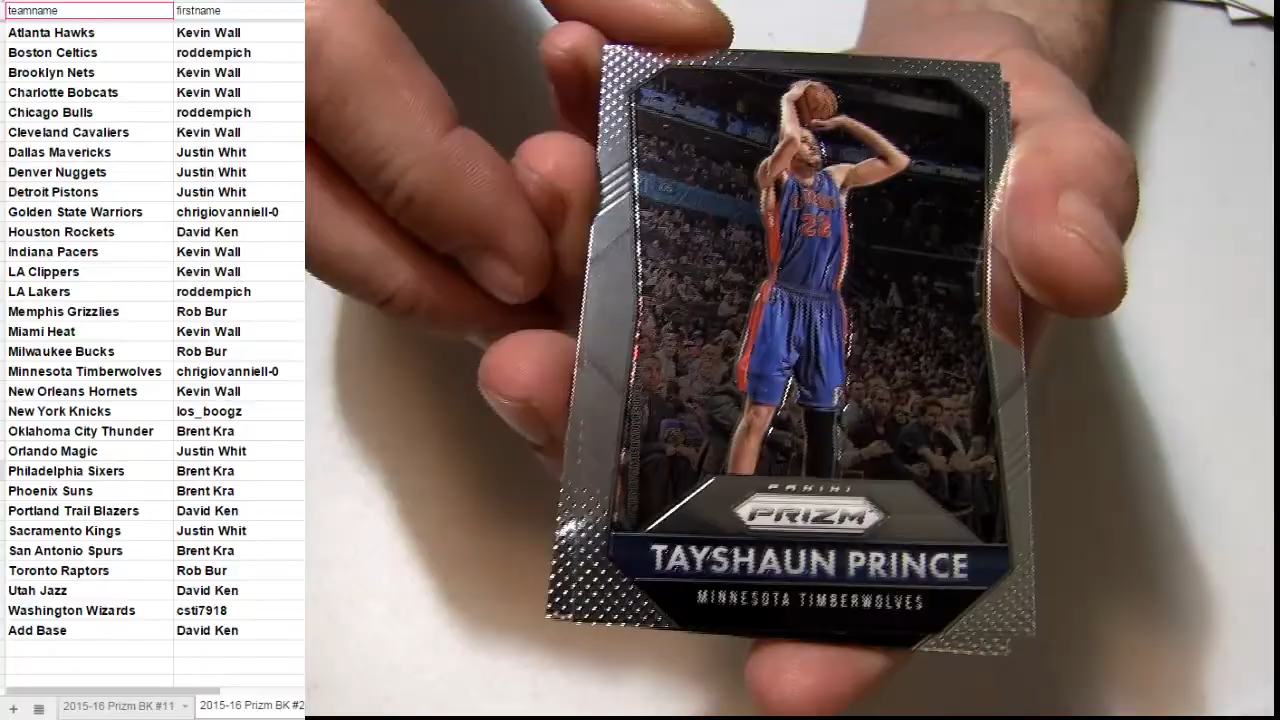 teamname firstname
Atlanta Hawks Kevin Wall
Boston Celtics roddempich
Brooklyn Nets Kevin Wall
Charlotte Bobcats Kevin Wall
Chicago Bulls roddempich
Cleveland Cavaliers Kevin Wall
Dallas Mavericks Justin Whit
Denver Nuggets Justin Whit
Detroit Pistons Justin Whit
Golden State Warriors chrigiovanniell-0
Houston Rockets David Ken
Indiana Pacers Kevin Wall
LA Clippers Kevin Wall
LA Lakers roddempich
Memphis Grizzlies Rob Bur
Miami Heat Kevin Wall
Milwaukee Bucks Rob Bur
Minnesota Timberwolves chrigiovanniell-0
New Orleans Hornets Kevin Wall
New York Knicks los_boogz
Oklahoma City Thunder Brent Kra
Orlando Magic Justin Whit
Philadelphia Sixers Brent Kra
Phoenix Suns Brent Kra
Portland Trail Blazers David Ken
Sacramento Kings Justin Whit
San Antonio Spurs Brent Kra
Toronto Raptors Rob Bur
Utah Jazz David Ken
Washington Wizards csti7918
Add Base David Ken
2015-16 Prizm BK #11 2015-16 Prizm BK #2
22
PANINI
PRIZM
TAYSHAUN PRINCE
MINNESOTA TIMBERWOLVES